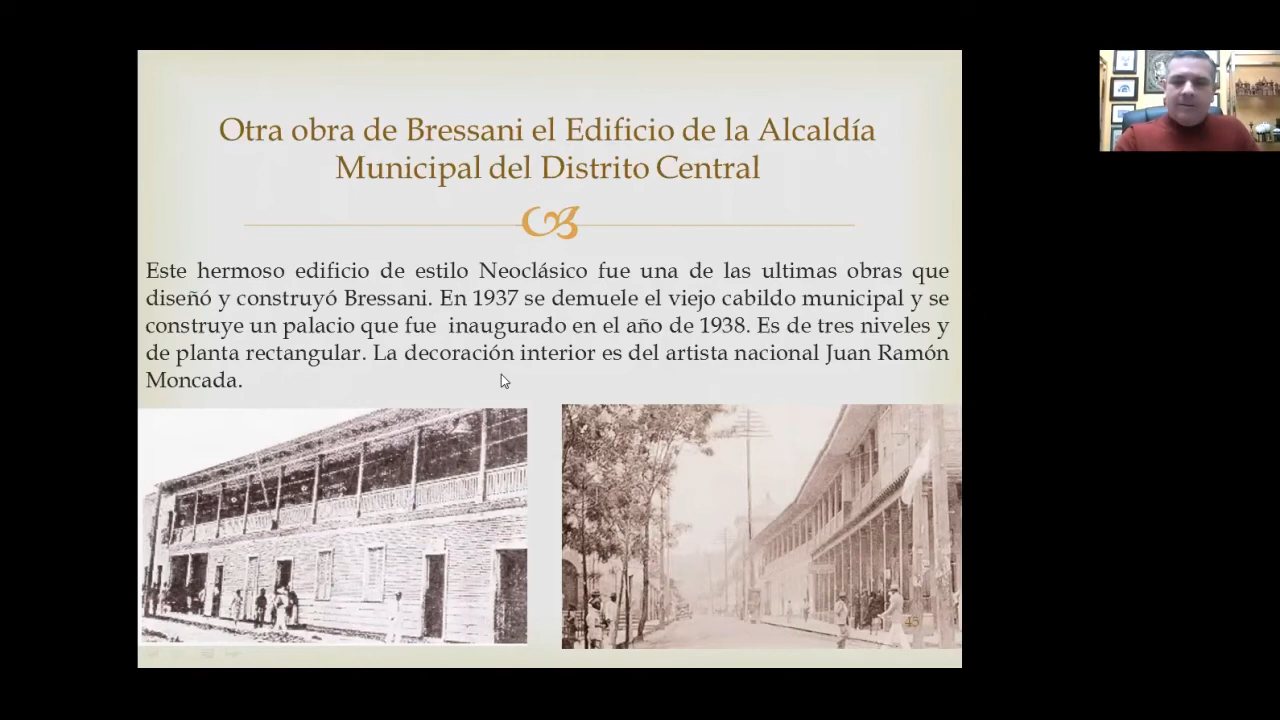 Otra obra de Bressani el Edificio de la Alcaldía
Municipal del Distrito Central
Este hermoso edificio de estilo Neoclásico fue una de las ultimas obras que
diseñó y construyó Bressani. En 1937 se demuele el viejo cabildo municipal y se
construye un palacio que fue inaugurado en el año de 1938. Es de tres niveles y
de planta rectangular. La decoración interior es del artista nacional Juan Ramón
Moncada.
45